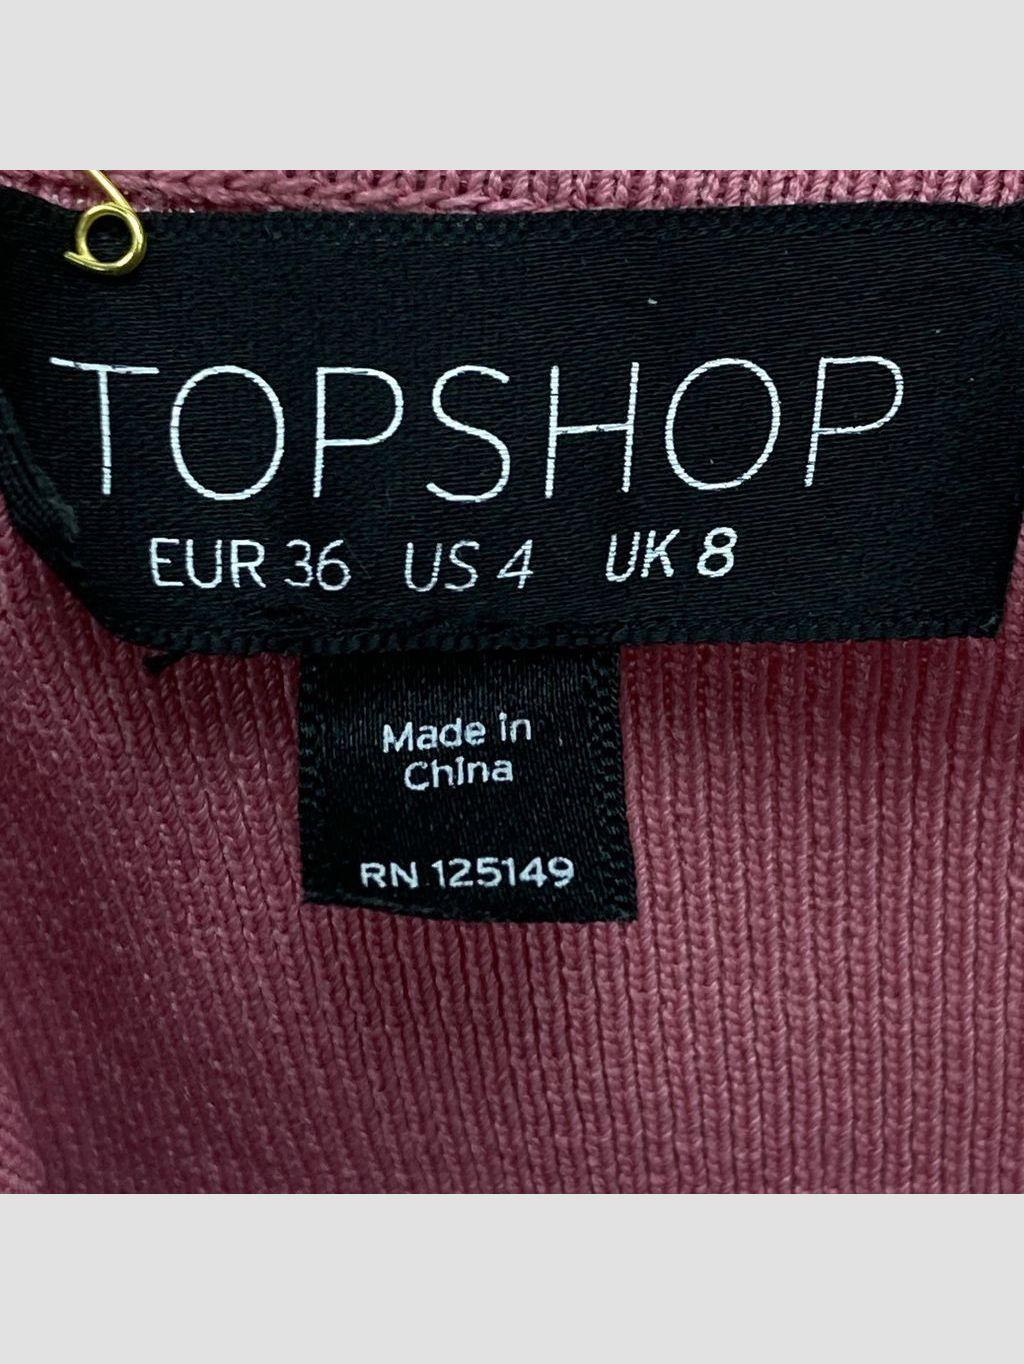 TOPSHOP
EUR 36 US 4 UK 8
Made in
China
RN 125149